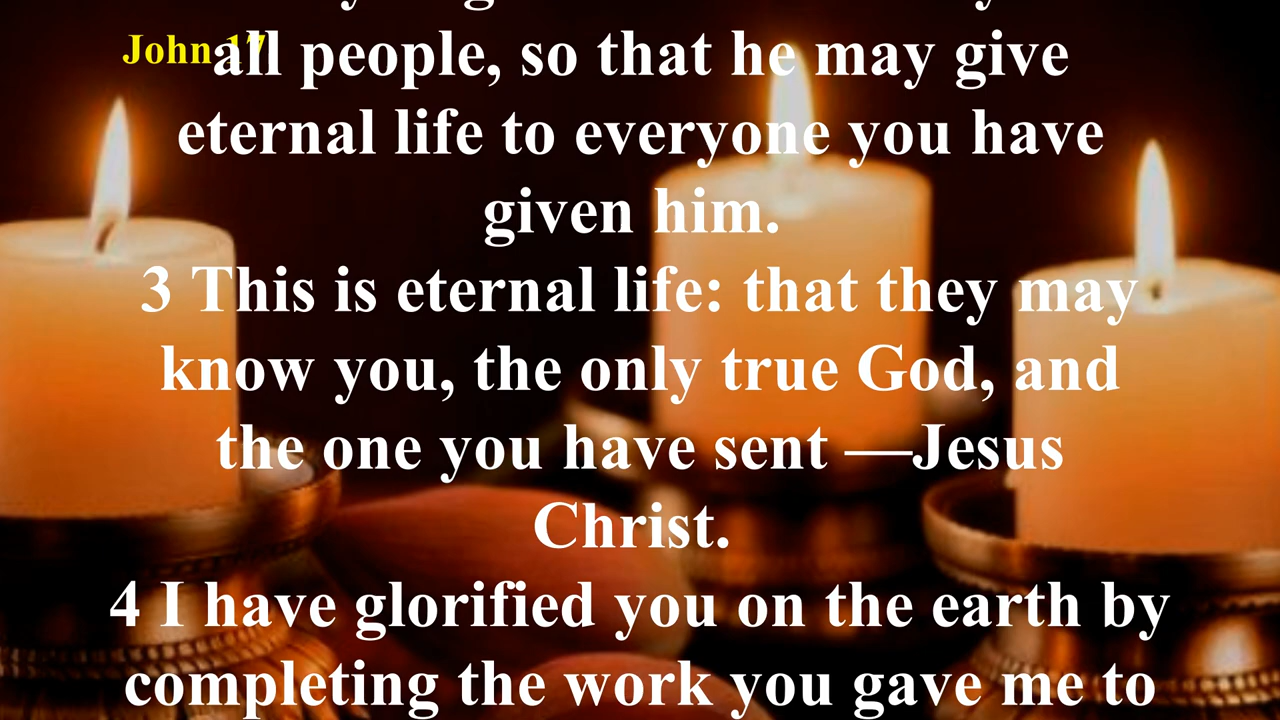 John 17
all people, so that he may give
eternal life to everyone you have
given him.
3 This is eternal life: that they may
know you, the only true God, and
the one you have sent —Jesus
Christ.
4 I have glorified you on the earth by
completing the work you gave me to